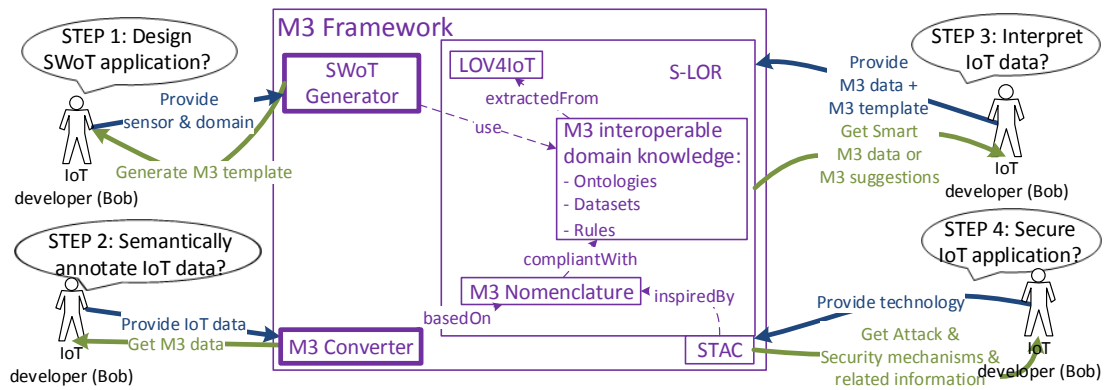 M3 Framework
STEP 1: Design
SWoT application?
Provide
sensor & domain
Generate M3 template
IoT
developer (Bob)
SWoT
Generator
use
LOV4IoT
S-LOR
extractedFrom
M3 interoperable
domain knowledge:
- Ontologies
- Datasets
- Rules
compliantWith
M3 Nomenclature
basedOn
inspiredBy
STEP 3: Interpret
IoT data?
Provide
M3 data +
M3 template
Get Smart
M3 data or
M3 suggestions
IoT
developer (Bob)
STEP 2: Semantically
annotate IoT data?
Provide IoT data
Get M3 data
IoT
developer (Bob)
M3 Converter
STAC
STEP 4: Secure
IoT application?
Provide technology
Get Attack &
Security mechanisms &
related information
IoT
developer (Bob)